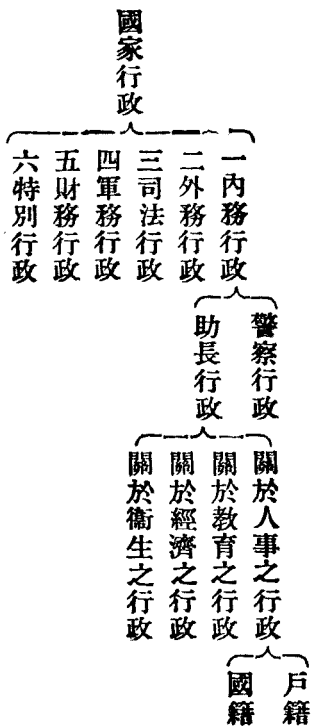 國家行政
一內務行政
二外務行政
三司法行政
四軍務行政
五財務行政
六特別行政
警察行政
助長行政
關於人事之行政
關於教育之行政
關於經濟之行政
關於衞生之行政
戶籍
國籍